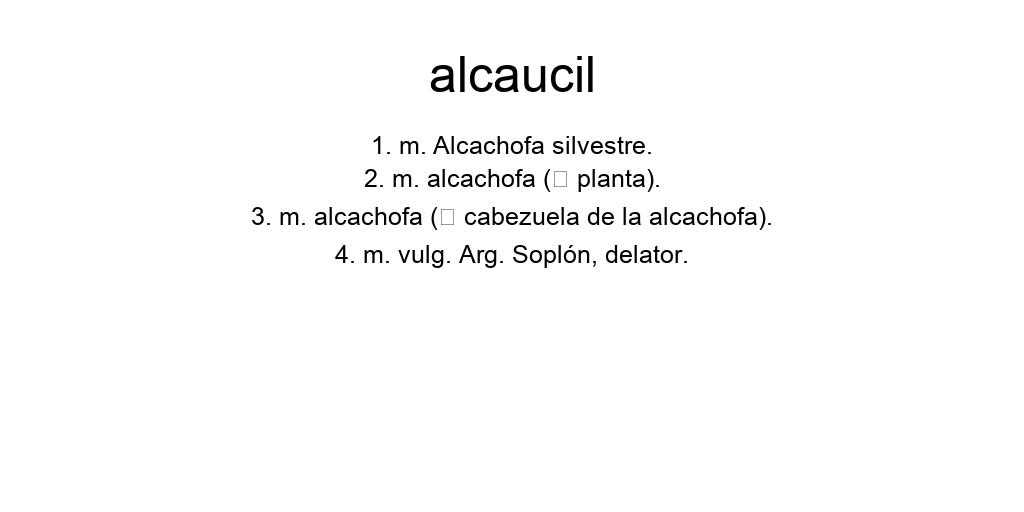 alcaucil
1. m. Alcachofa silvestre.
2. m. alcachofa (□ planta).
3. m. alcachofa (□ cabezuela de la alcachofa).
4. m. vulg. Arg. Soplón, delator.